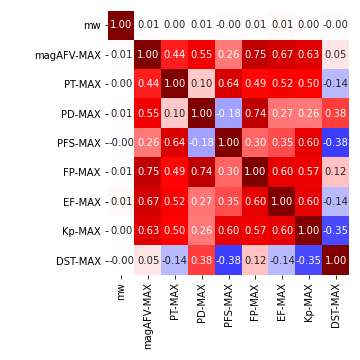 mw 1.00 0.01 0.00 0.01 -0.00 0.01 0.01 0.00 -0.00
magAFV-MAX 0.01 1.00 0.44 0.55 0.26 0.75 0.67 0.63 0.05
PT-MAX 0.00 0.44 1.00 0.10 0.64 0.49 0.52 0.50 -0.14
PD-MAX 0.01 0.55 0.10 1.00 -0.18 0.74 0.27 0.26 0.38
PFS-MAX -0.00 0.26 0.64 -0.18 1.00 0.30 0.35 0.60 -0.38
FP-MAX 0.01 0.75 0.49 0.74 0.30 1.00 0.60 0.57 0.12
EF-MAX 0.01 0.67 0.52 0.27 0.35 0.60 1.00 0.60 -0.14
Kp-MAX 0.00 0.63 0.50 0.26 0.60 0.57 0.60 1.00 -0.35
DST-MAX -0.00 0.05 -0.14 0.38 -0.38 0.12 -0.14 -0.35 1.00
mw magAFV-MAX PT-MAX PD-MAX PFS-MAX FP-MAX EF-MAX Kp-MAX DST-MAX